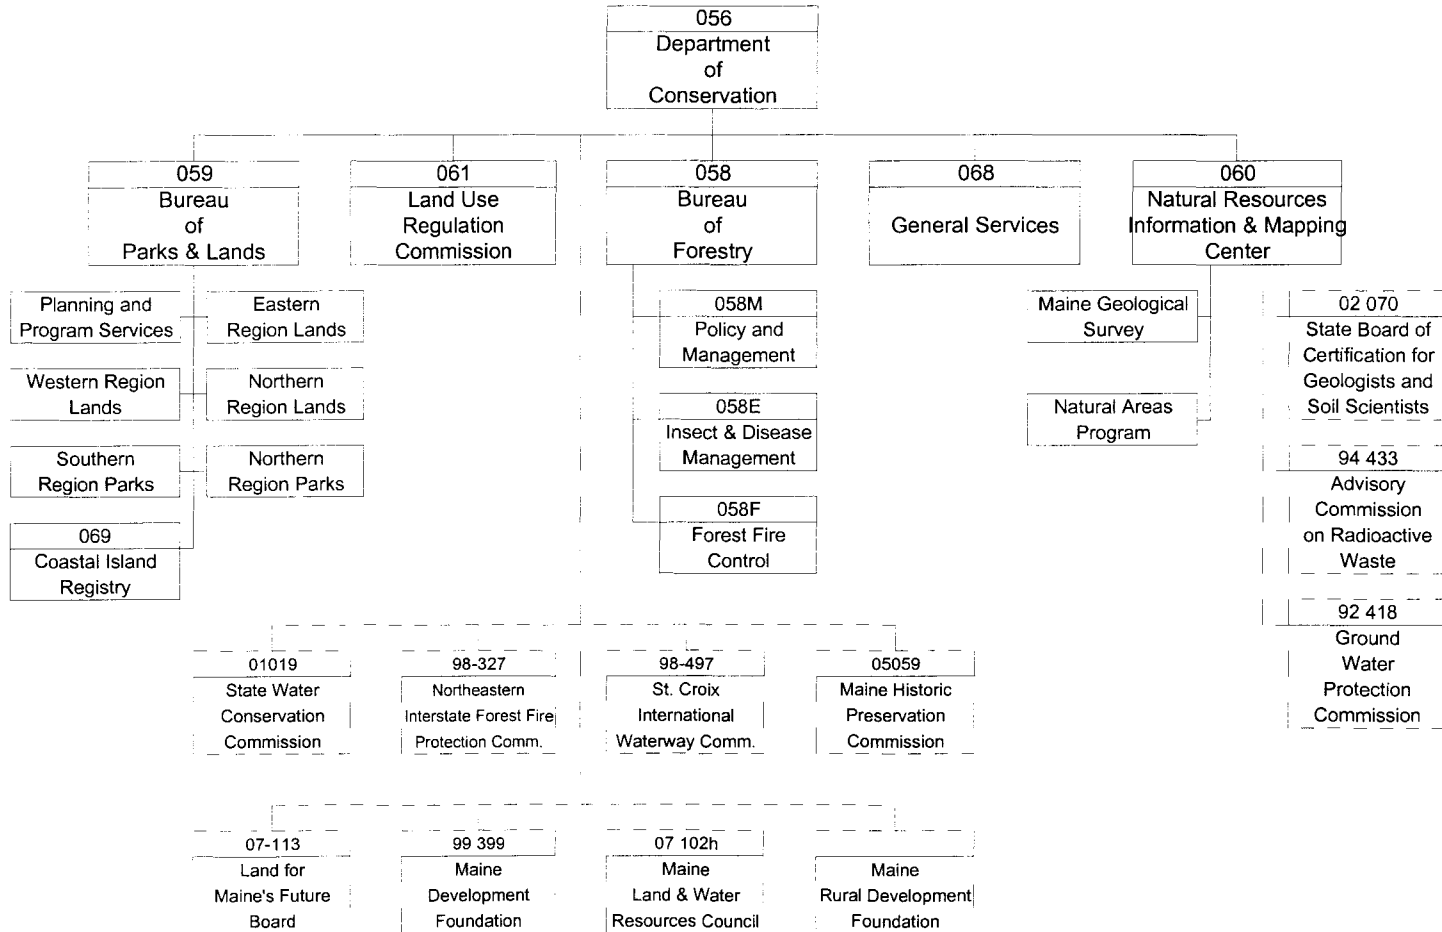 056
Department
of
Conservation
059
Bureau
of
Parks & Lands
061
Land Use
Regulation
Commission
058
Bureau
of
Forestry
068
General Services
060
Natural Resources
Information & Mapping
Center
Planning and
Program Services
Eastern
Region Lands
Western Region
Lands
Northern
Region Lands
Southern
Region Parks
Northern
Region Parks
069
Coastal Island
Registry
058M
Policy and
Management
058E
Insect & Disease
Management
058F
Forest Fire
Control
Maine Geological
Survey
Natural Areas
Program
02 070
State Board of
Certification for
Geologists and
Soil Scientists
94 433
Advisory
Commission
on Radioactive
Waste
92 418
Ground
Water
Protection
Commission
01019
State Water
Conservation
Commission
98-327
Northeastern
Interstate Forest Fire
Protection Comm.
98-497
St. Croix
International
Waterway Comm.
05059
Maine Historic
Preservation
Commission
07-113
Land for
Maine's Future
Board
99 399
Maine
Development
Foundation
07 102h
Maine
Land & Water
Resources Council
Maine
Rural Development
Foundation